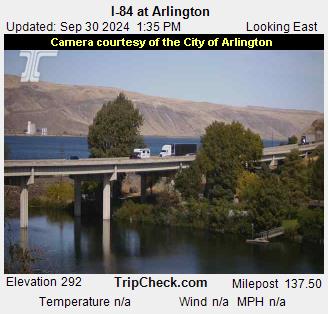 I-84 at Arlington
Updated: Sep 30 2024 1:35 PM Looking East
Camera courtesy of the City of Arlington
Elevation 292 TripCheck.com Milepost 137.50
Temperature n/a Wind n/a MPH n/a